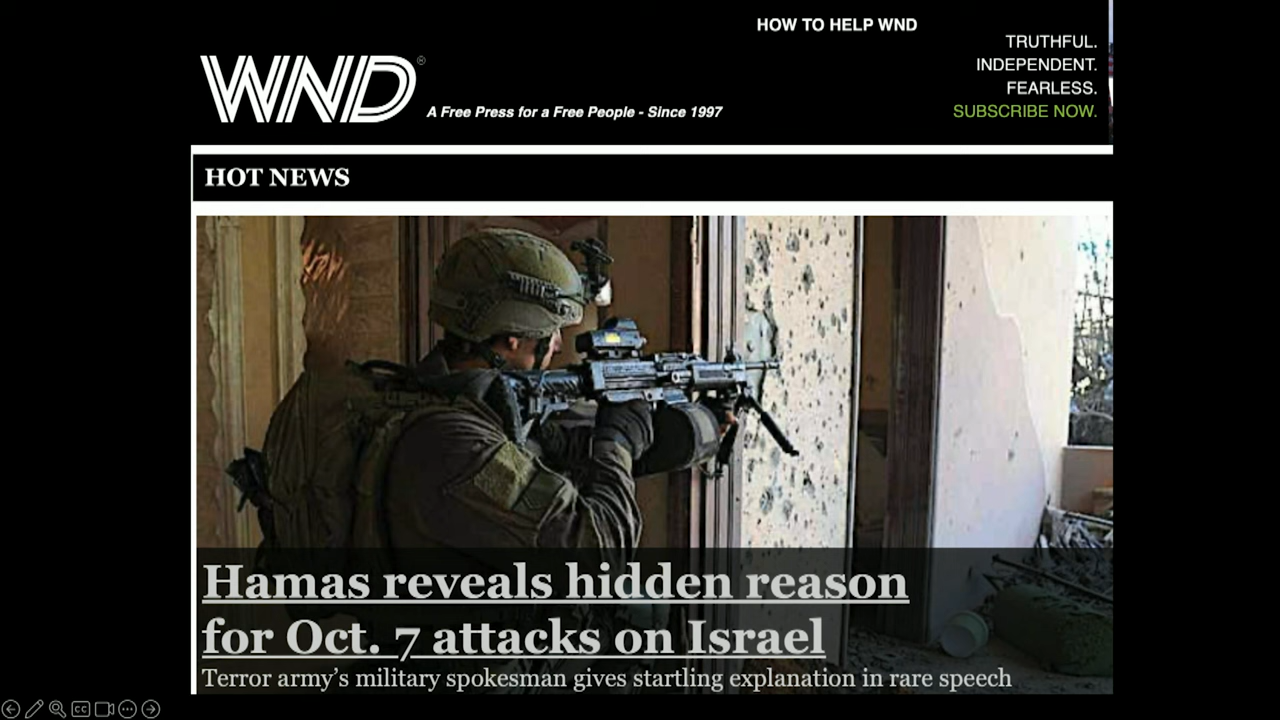 HOW TO HELP WND
TRUTHFUL.
INDEPENDENT.
FEARLESS.
SUBSCRIBE NOW.
WND®
A Free Press for a Free People - Since 1997
HOT NEWS
Hamas reveals hidden reason
for Oct. 7 attacks on Israel
Terror army's military spokesman gives startling explanation in rare speech
CC